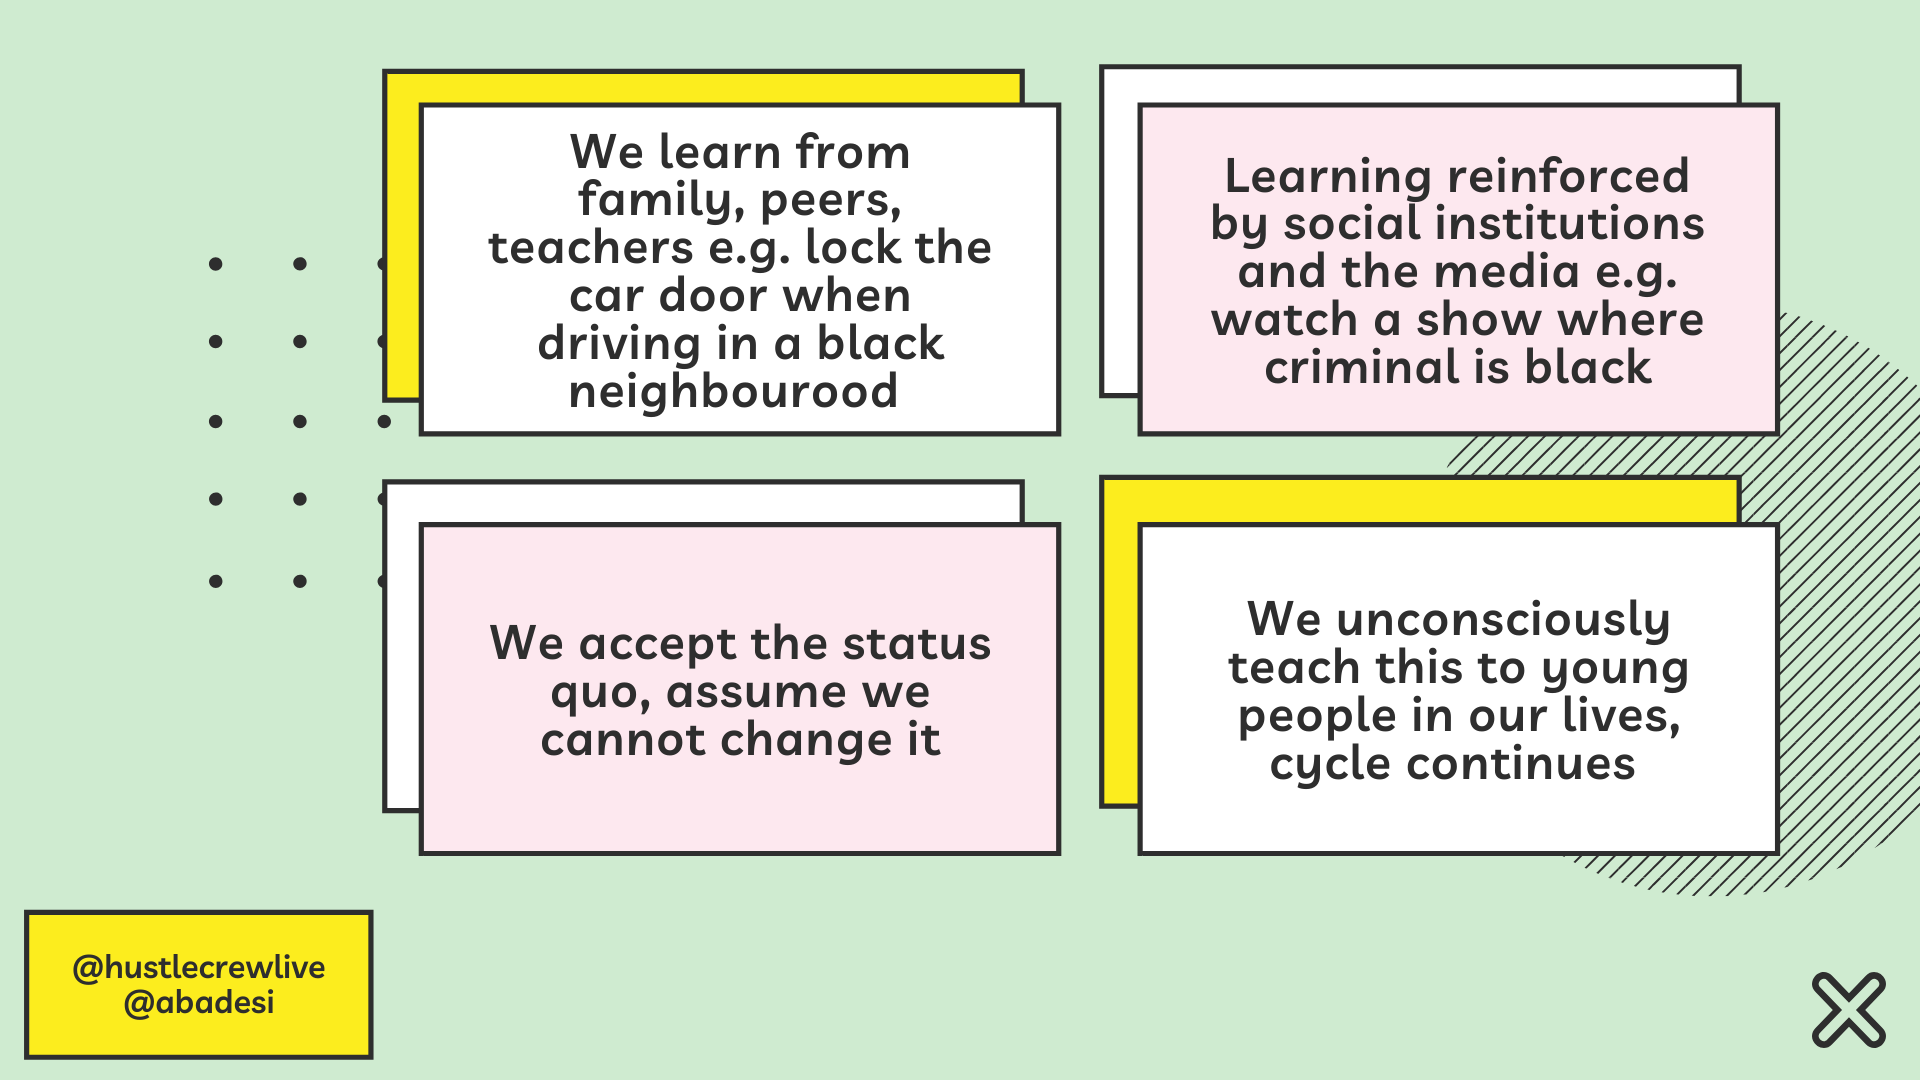 We learn from
family, peers,
teachers e.g. lock the
car door when
driving in a black
neighbourood
Learning reinforced
by social institutions
and the media e.g.
watch a show where
criminal is black
We accept the status
quo, assume we
cannot change it
We unconsciously
teach this to young
people in our lives,
cycle continues
@hustlecrewlive
@abadesi